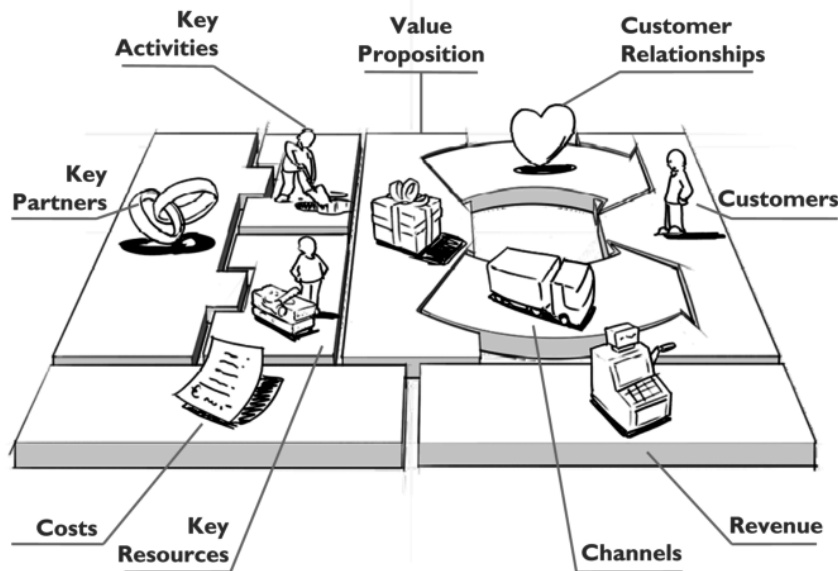 Key
Activities
Value
Proposition
Customer
Relationships
Key
Partners
Customers
Costs
Key
Resources
Channels
Revenue